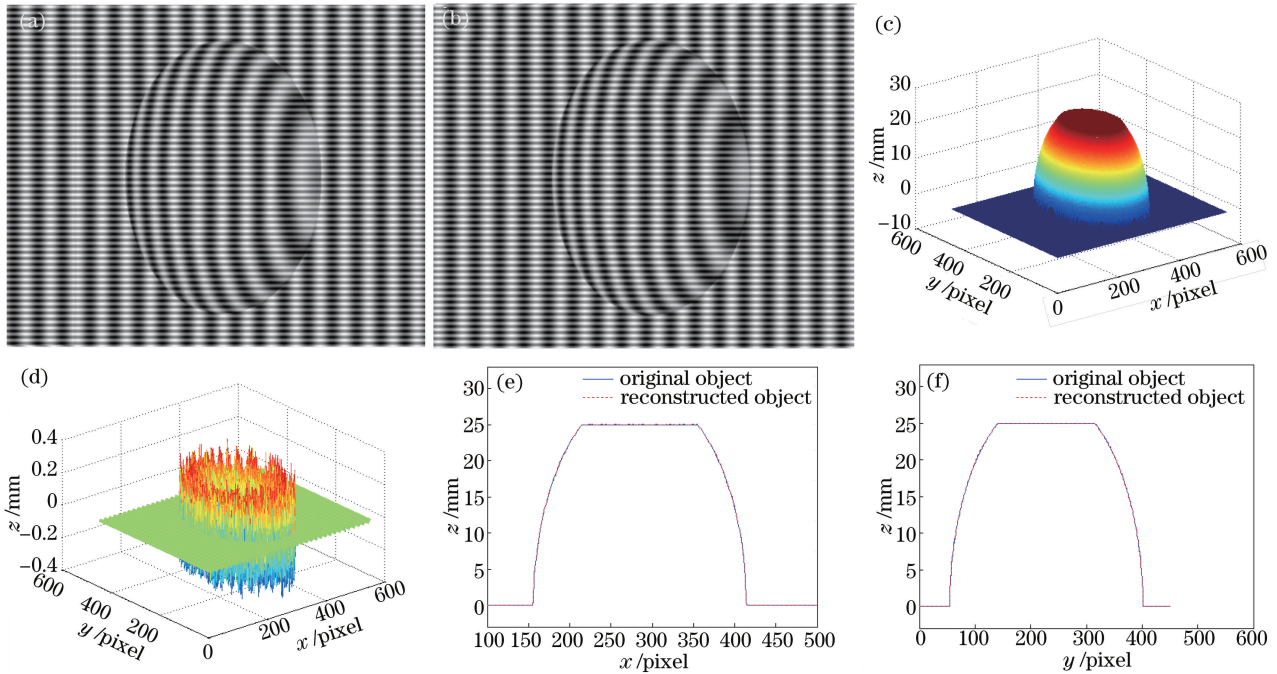 (a)
(b)
(c)
30
20
10
0
−10
z /mm
600
400
200
y /pixel
0
200
400
600
x /pixel
(d)
0.4
0.2
0
−0.2
−0.4
z /mm
600
400
200
y /pixel
0
200
400
600
x /pixel
(e)
original object
reconstructed object
30
25
20
15
10
5
0
z /mm
100 150 200 250 300 350 400 450 500
x /pixel
(f)
original object
reconstructed object
30
25
20
15
10
5
0
z /mm
0 100 200 300 400 500 600
y /pixel